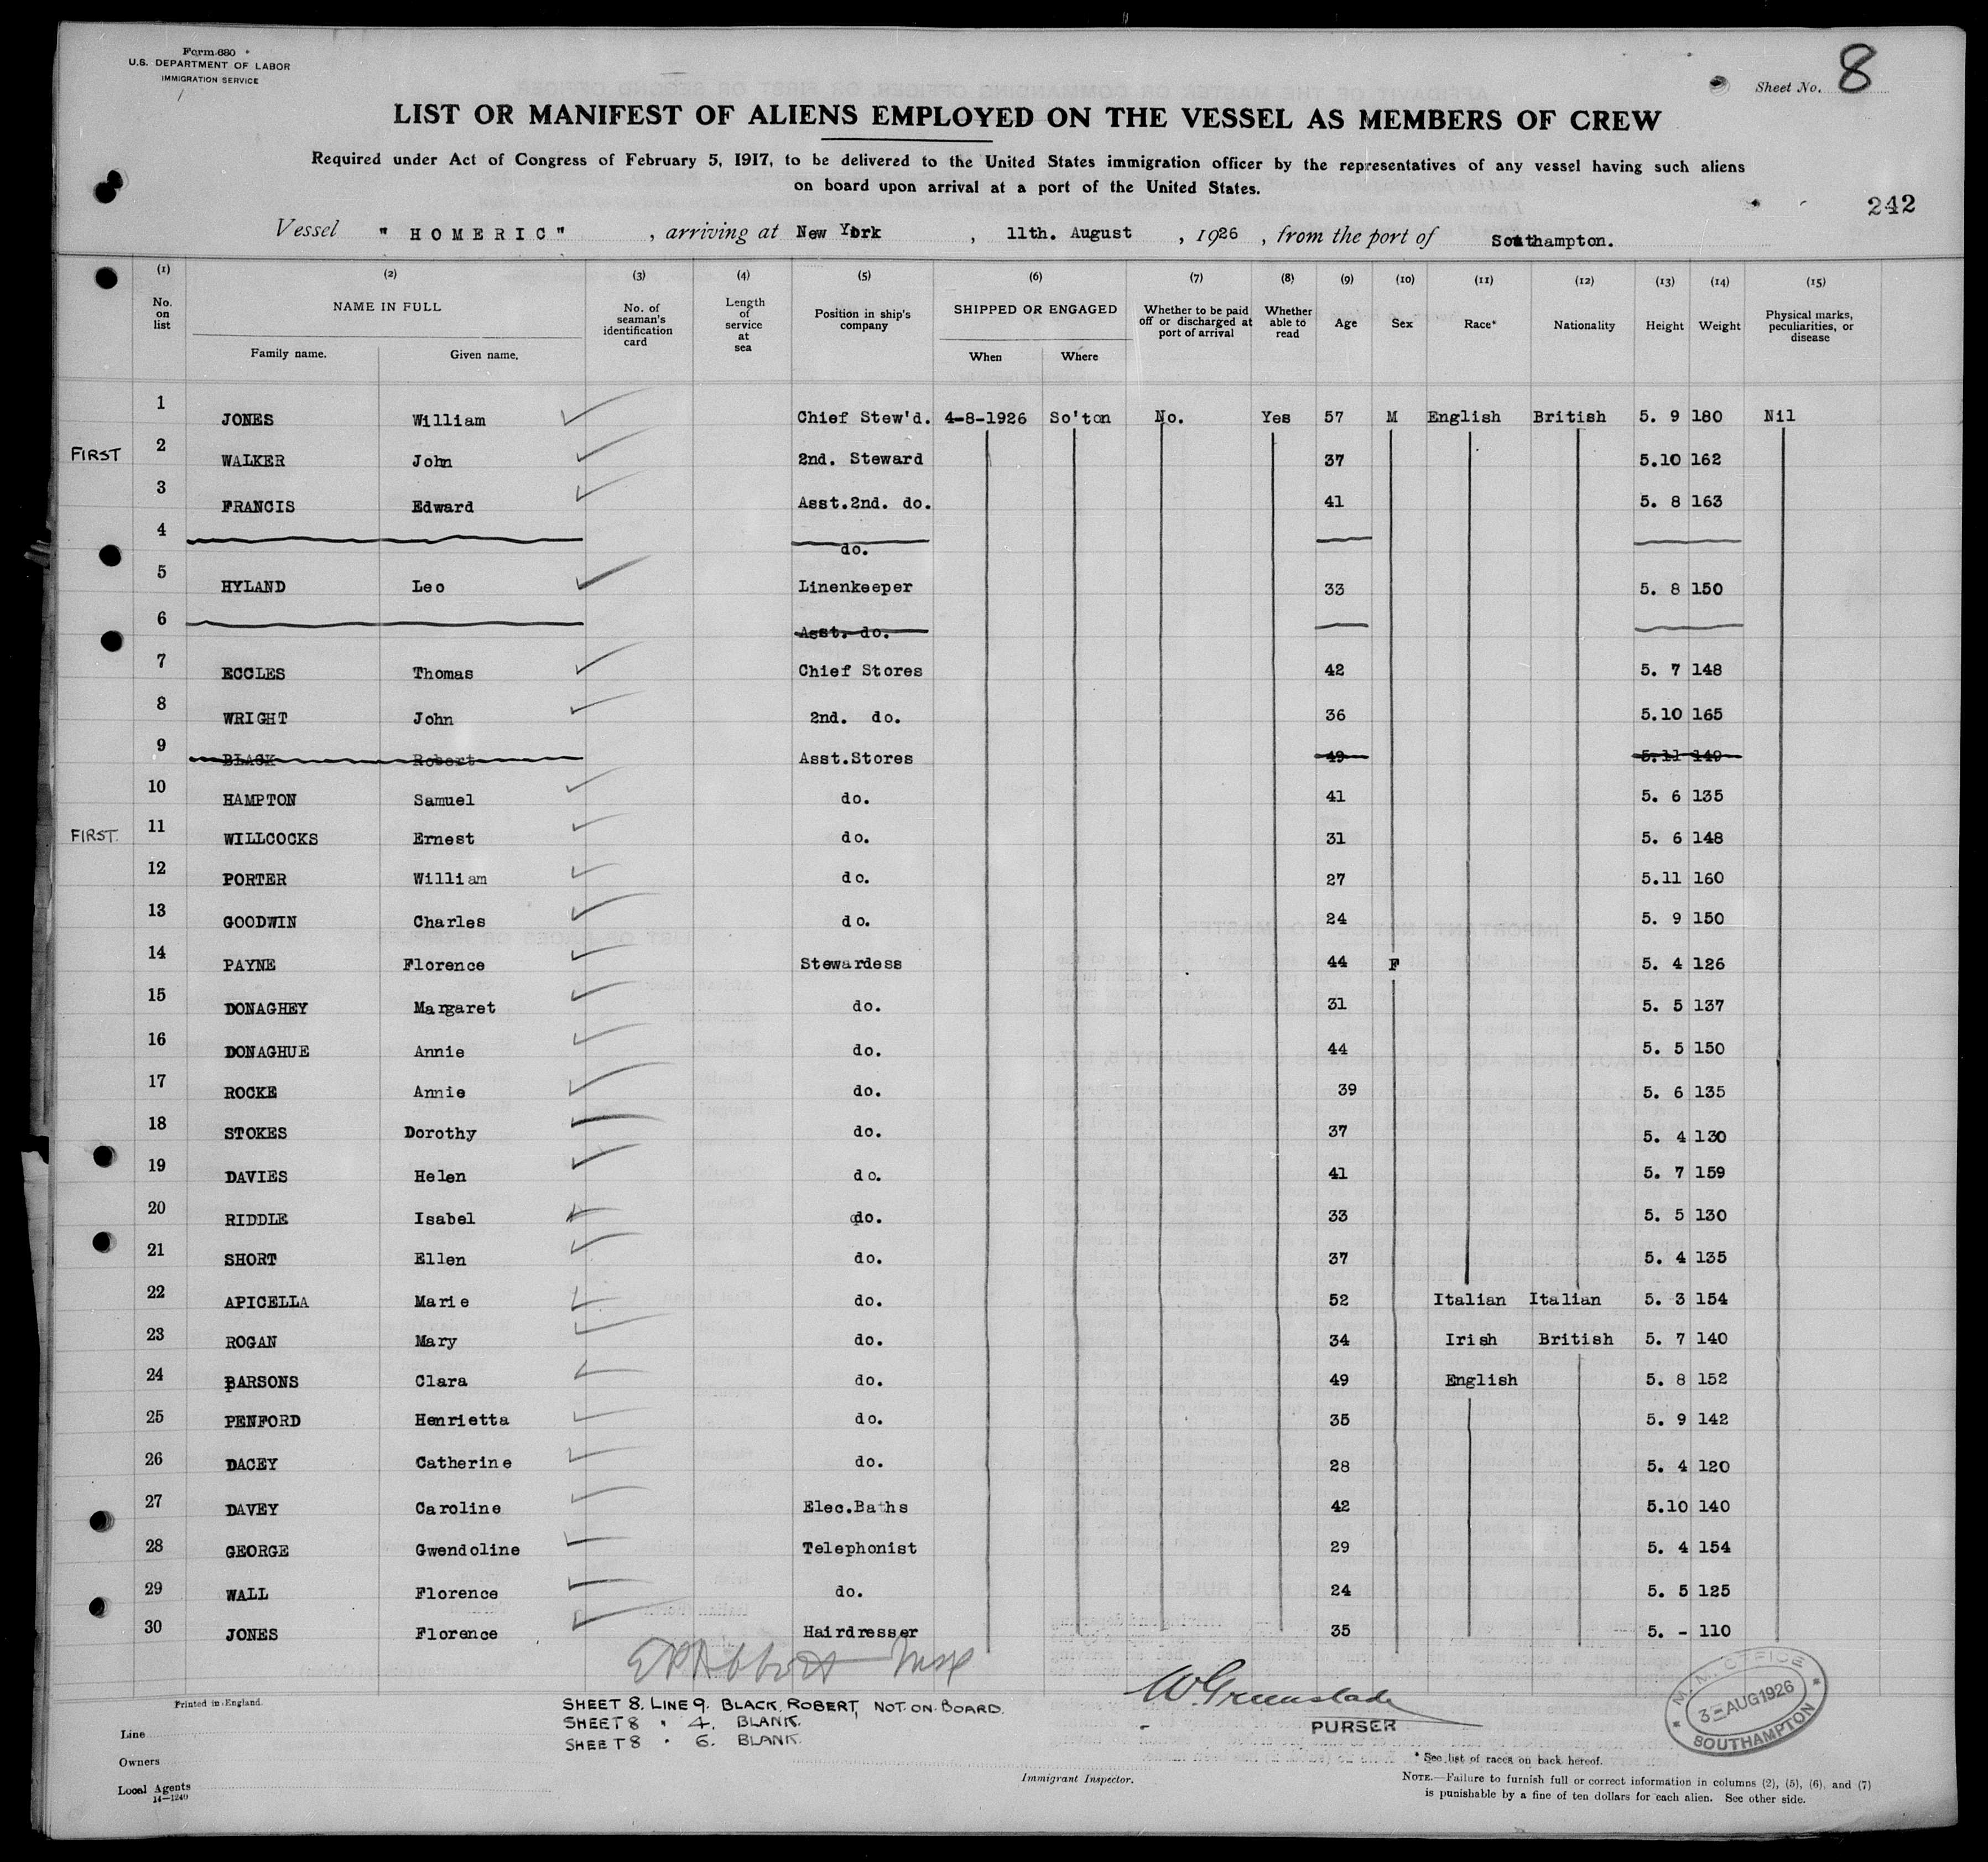 Form 680
U.S. DEPARTMENT OF LABOR
IMMIGRATION SERVICE
Sheet No. 8
LIST OR MANIFEST OF ALIENS EMPLOYED ON THE VESSEL AS MEMBERS OF CREW
Required under Act of Congress of February 5, 1917, to be delivered to the United States immigration officer by the representatives of any vessel having such aliens
on board upon arrival at a port of the United States.
242
Vessel "HOMERIC", arriving at New York, 11th. August, 1926, from the port of Southampton.
(1) (2) (3) (4) (5) (6) (7) (8) (9) (10) (11) (12) (13) (14) (15)
No. on list NAME IN FULL Family name. Given name. No. of seaman's identification card Length of service at sea Position in ship's company SHIPPED OR ENGAGED When Where Whether to be paid off or discharged at port of arrival Whether able to read Age Sex Race* Nationality Height Weight Physical marks, peculiarities, or disease
1 JONES William Chief Stew'd. 4-8-1926 So'ton No. Yes 57 M English British 5. 9 180 Nil
FIRST 2 WALKER John 2nd. Steward 37 5.10 162
3 FRANCIS Edward Asst.2nd. do. 41 5. 8 163
4 do.
5 HYLAND Leo Linenkeeper 33 5. 8 150
6 Asst. do.
7 ECCLES Thomas Chief Stores 42 5. 7 148
8 WRIGHT John 2nd. do. 36 5.10 165
9 BLACK Robert Asst.Stores 49 5.11 149
10 HAMPTON Samuel do. 41 5. 6 135
FIRST. 11 WILLCOCKS Ernest do. 31 5. 6 148
12 PORTER William do. 27 5.11 160
13 GOODWIN Charles do. 24 5. 9 150
14 PAYNE Florence Stewardess 44 F 5. 4 126
15 DONAGHEY Margaret do. 31 5. 5 137
16 DONAGHUE Annie do. 44 5. 5 150
17 ROCKE Annie do. 39 5. 6 135
18 STOKES Dorothy do. 37 5. 4 130
19 DAVIES Helen do. 41 5. 7 159
20 RIDDLE Isabel do. 33 5. 5 130
21 SHORT Ellen do. 37 5. 4 135
22 APICELLA Marie do. 52 Italian Italian 5. 3 154
23 ROGAN Mary do. 34 Irish British 5. 7 140
24 PARSONS Clara do. 49 English 5. 8 152
25 PENFORD Henrietta do. 35 5. 9 142
26 DACEY Catherine do. 28 5. 4 120
27 DAVEY Caroline Elec.Baths 42 5.10 140
28 GEORGE Gwendoline Telephonist 29 5. 4 154
29 WALL Florence do. 24 5. 5 125
30 JONES Florence Hairdresser 35 5. - 110
W Greenslade
PURSER
M. M. OFFICE
3-AUG 1926
SOUTHAMPTON
Printed in England.
SHEET 8. LINE 9. BLACK, ROBERT, NOT ON BOARD.
SHEET 8 " 4. BLANK.
SHEET 8 " 6. BLANK.
Line
Owners
Local Agents
14—1240
Immigrant Inspector.
* See list of races on back hereof.
NOTE.—Failure to furnish full or correct information in columns (2), (5), (6), and (7)
is punishable by a fine of ten dollars for each alien. See other side.